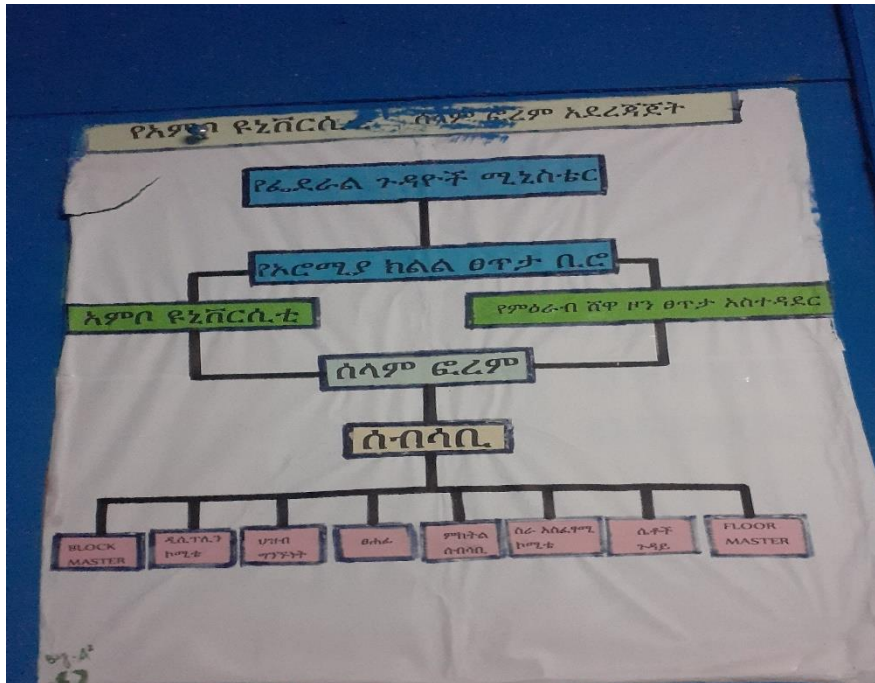 የአምቦ ዩኒቨርሲ ሰላም ፎረም አደረጃጀት
የፌደራል ጉዳዮች ሚኒስቴር
የኦሮሚያ ክልል ፀጥታ ቢሮ
አምቦ ዩኒቨርሲቲ
የምዕራብ ሸዋ ዞን ፀጥታ አስተዳደር
ሰላም ፎረም
ሰብሳቢ
BLOCK
MASTER
ዲሲፕሊን
ኮሚቴ
ህዝብ
ግንኙነት
ፀሐፊ
ምክትል
ሰብሳቢ
ስራ አስፈፃሚ
ኮሚቴ
ሴቶች
ጉዳይ
FLOOR
MASTER